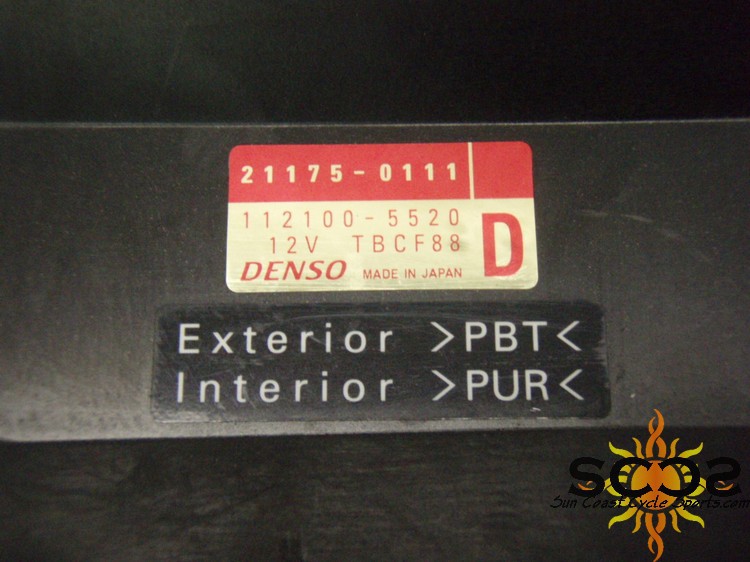 21175-0111
112100-5520
12V TBCF88
D
DENSO MADE IN JAPAN
Exterior >PBT<
Interior >PUR<
SCCS
Sun Coast Cycle Sports.com